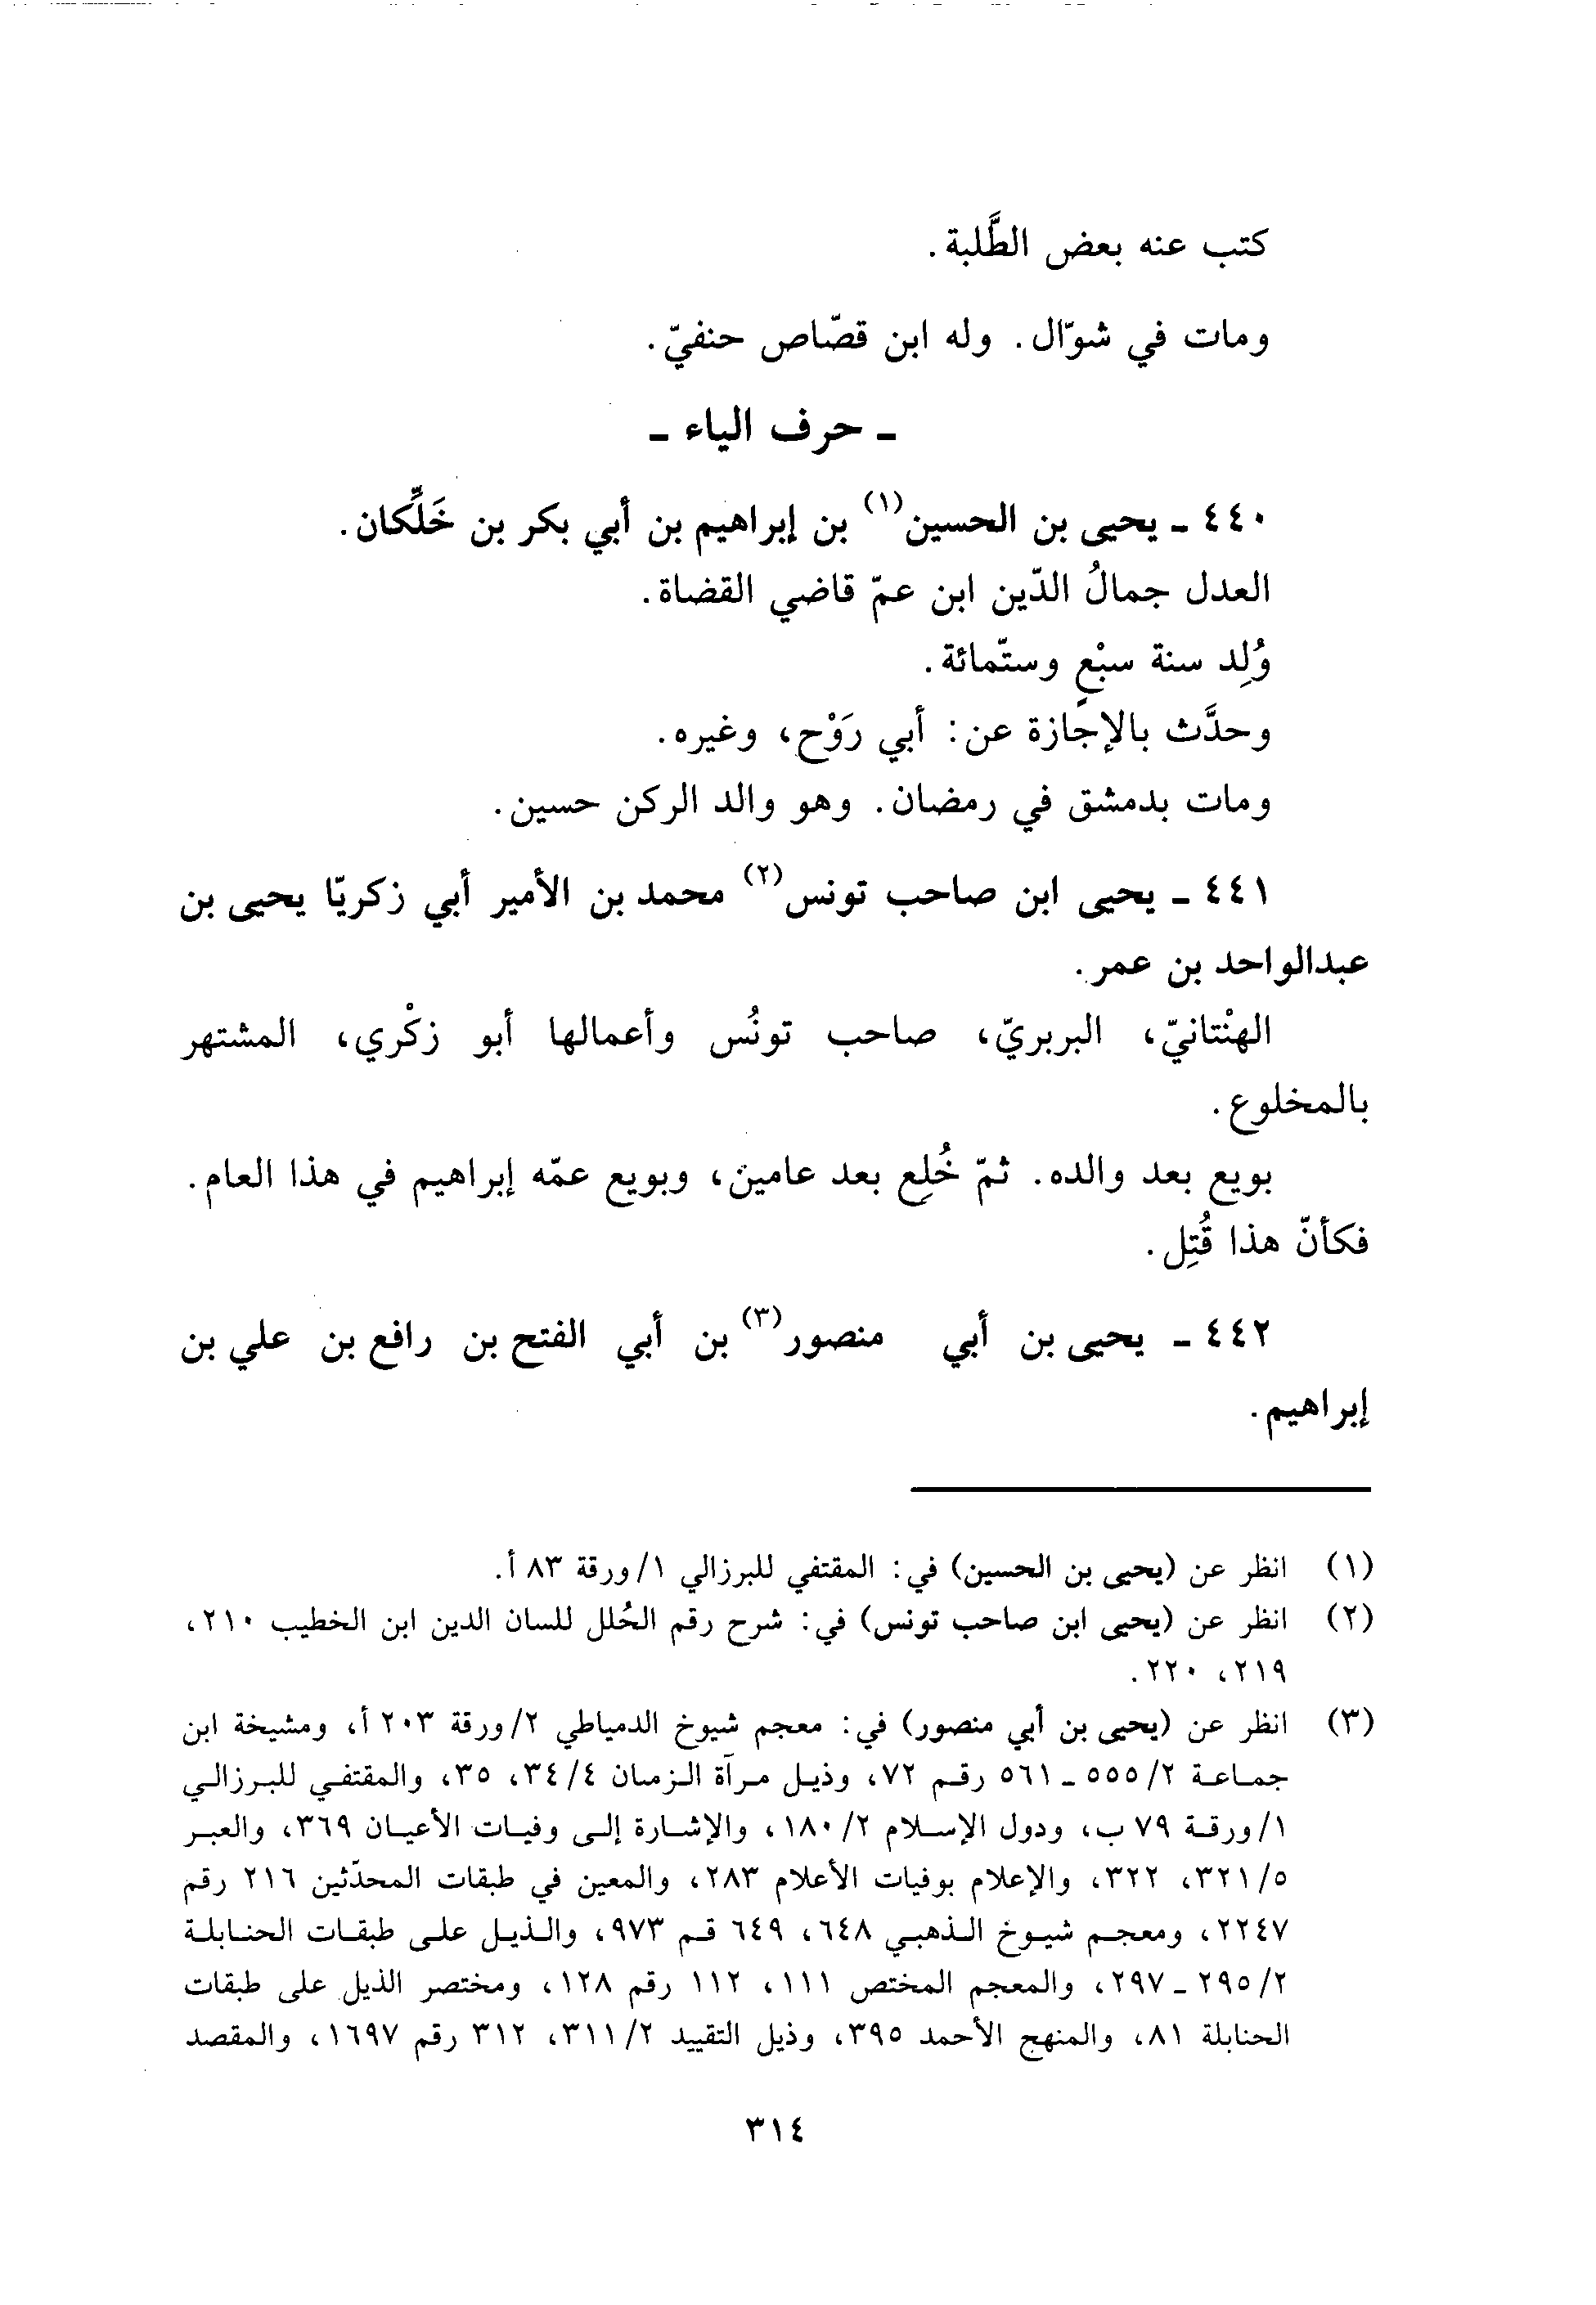 كتب عنه بعض الطَّلبة.
ومات في شوّال. وله ابن قصّاص حنفيّ.
ـ حرف الياء ـ
٤٤٠ ـ يحيى بن الحسين(١) بن إبراهيم بن أبي بكر بن خَلِّكان.
العدل جمالُ الدّين ابن عمّ قاضي القضاة.
وُلِد سنة سبْعٍ وستّمائة.
وحدَّث بالإجازة عن: أبي رَوْح، وغيره.
ومات بدمشق في رمضان. وهو والد الركن حسين.
٤٤١ ـ يحيى ابن صاحب تونس(٢) محمد بن الأمير أبي زكريّا يحيى بن
عبدالواحد بن عمر.
الهنْتانيّ، البربريّ، صاحب تونُس وأعمالها أبو زكْري، المشتهر
بالمخلوع.
بويع بعد والده. ثمّ خُلِع بعد عامين، وبويع عمّه إبراهيم في هذا العام.
فكأنّ هذا قُتِل.
٤٤٢ ـ يحيى بن أبي منصور(٣) بن أبي الفتح بن رافع بن علي بن
إبراهيم.
(١) انظر عن (يحيى بن الحسين) في: المقتفي للبرزالي ١/ورقة ٨٣ أ.
(٢) انظر عن (يحيى ابن صاحب تونس) في: شرح رقم الحُلل للسان الدين ابن الخطيب ٢١٠،
٢١٩، ٢٢٠.
(٣) انظر عن (يحيى بن أبي منصور) في: معجم شيوخ الدمياطي ٢/ورقة ٢٠٣ أ، ومشيخة ابن
جماعة ٢/٥٥٥ ـ ٥٦١ رقم ٧٢، وذيل مرآة الزمان ٤/٣٤، ٣٥، والمقتفي للبرزالي
١/ورقة ٧٩ ب، ودول الإسلام ٢/١٨٠، والإشارة إلى وفيات الأعيان ٣٦٩، والعبر
٥/٣٢١، ٣٢٢، والإعلام بوفيات الأعلام ٢٨٣، والمعين في طبقات المحدّثين ٢١٦ رقم
٢٢٤٧، ومعجم شيوخ الذهبي ٦٤٨، ٦٤٩ قم ٩٧٣، والذيل على طبقات الحنابلة
٢/٢٩٥ ـ ٢٩٧، والمعجم المختص ١١١، ١١٢ رقم ١٢٨، ومختصر الذيل على طبقات
الحنابلة ٨١، والمنهج الأحمد ٣٩٥، وذيل التقييد ٢/٣١١، ٣١٢ رقم ١٦٩٧، والمقصد
٣١٤